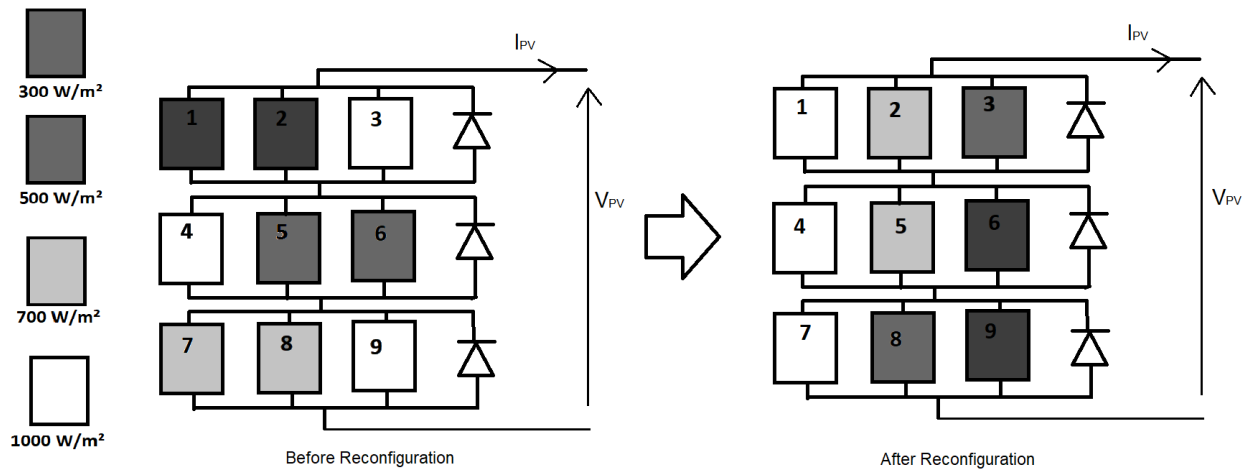 300 W/m²
500 W/m²
700 W/m²
1000 W/m²
IPV
1 2 3
4 5 6
VPV
7 8 9
Before Reconfiguration
IPV
1 2 3
4 5 6
VPV
7 8 9
After Reconfiguration